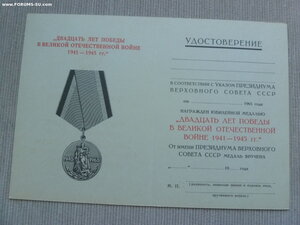 www.FORUMS-SU.com
"ДВАДЦАТЬ ЛЕТ ПОБЕДЫ
В ВЕЛИКОЙ ОТЕЧЕСТВЕННОЙ ВОЙНЕ
1941—1945 гг."
УДОСТОВЕРЕНИЕ
В СООТВЕТСТВИИ С УКАЗОМ ПРЕЗИДИУМА
ВЕРХОВНОГО СОВЕТА СССР
1965 года
НАГРАЖДЕН ЮБИЛЕЙНОЙ МЕДАЛЬЮ
"ДВАДЦАТЬ ЛЕТ ПОБЕДЫ
В ВЕЛИКОЙ ОТЕЧЕСТВЕННОЙ
ВОЙНЕ 1941—1945 гг."
От имени ПРЕЗИДИУМА ВЕРХОВНОГО
СОВЕТА СССР МЕДАЛЬ ВРУЧЕНА
19 года
М. П.